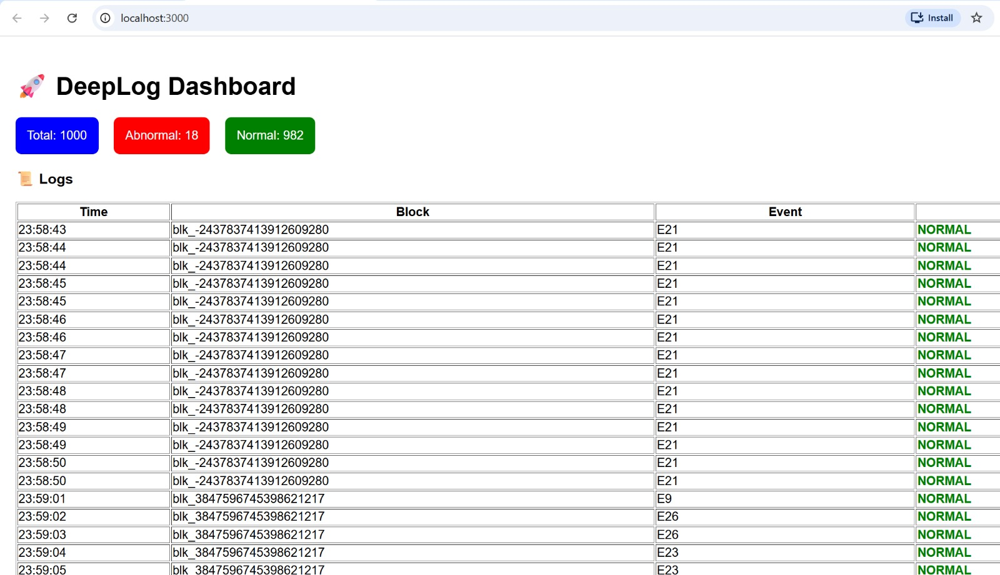 localhost:3000
Install
DeepLog Dashboard
Total: 1000 Abnormal: 18 Normal: 982
Logs
Time Block Event
23:58:43 blk_-2437837413912609280 E21 NORMAL
23:58:44 blk_-2437837413912609280 E21 NORMAL
23:58:44 blk_-2437837413912609280 E21 NORMAL
23:58:45 blk_-2437837413912609280 E21 NORMAL
23:58:45 blk_-2437837413912609280 E21 NORMAL
23:58:46 blk_-2437837413912609280 E21 NORMAL
23:58:46 blk_-2437837413912609280 E21 NORMAL
23:58:47 blk_-2437837413912609280 E21 NORMAL
23:58:47 blk_-2437837413912609280 E21 NORMAL
23:58:48 blk_-2437837413912609280 E21 NORMAL
23:58:48 blk_-2437837413912609280 E21 NORMAL
23:58:49 blk_-2437837413912609280 E21 NORMAL
23:58:49 blk_-2437837413912609280 E21 NORMAL
23:58:50 blk_-2437837413912609280 E21 NORMAL
23:58:50 blk_-2437837413912609280 E21 NORMAL
23:59:01 blk_3847596745398621217 E9 NORMAL
23:59:02 blk_3847596745398621217 E26 NORMAL
23:59:03 blk_3847596745398621217 E26 NORMAL
23:59:04 blk_3847596745398621217 E23 NORMAL
23:59:05 blk_3847596745398621217 E23 NORMAL